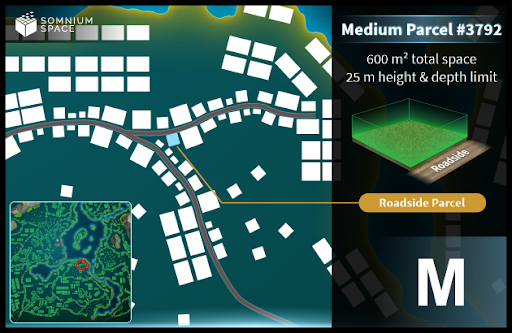 SOMNIUM
SPACE
Medium Parcel #3792
600 m² total space
25 m height & depth limit
Roadside
Roadside Parcel
M